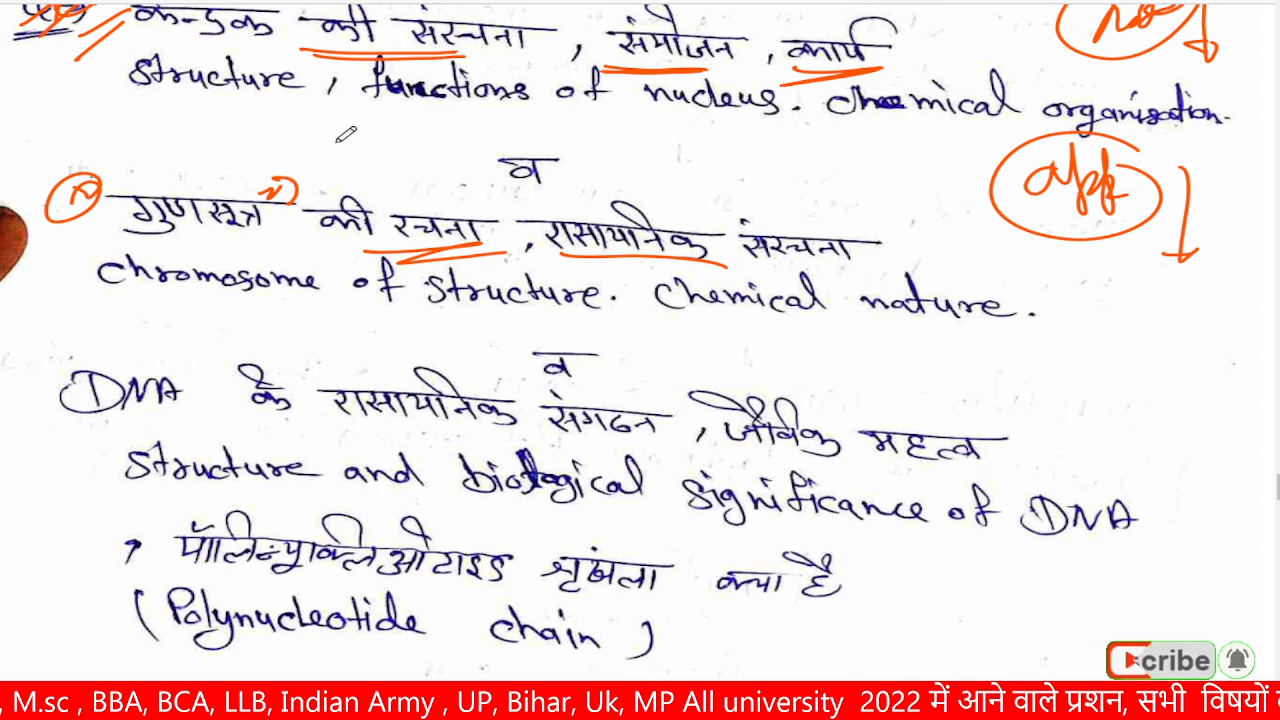 केन्द्रक की संरचना , संयोजन , कार्य
structure , functions of nucleus . chemical organisation.
app
व
गुणसूत्र की रचना , रासायनिक संरचना
chromosome of structure . chemical nature .
व
DNA के रासायनिक संगठन , जैविक महत्व
structure and biological significance of DNA
, पॉलिन्यूक्लिओटाइड श्रृंखला क्या है
( Polynucleotide chain )
cribe
, M.sc , BBA, BCA, LLB, Indian Army , UP, Bihar, Uk, MP All university 2022 में आने वाले प्रशन, सभी विषयों